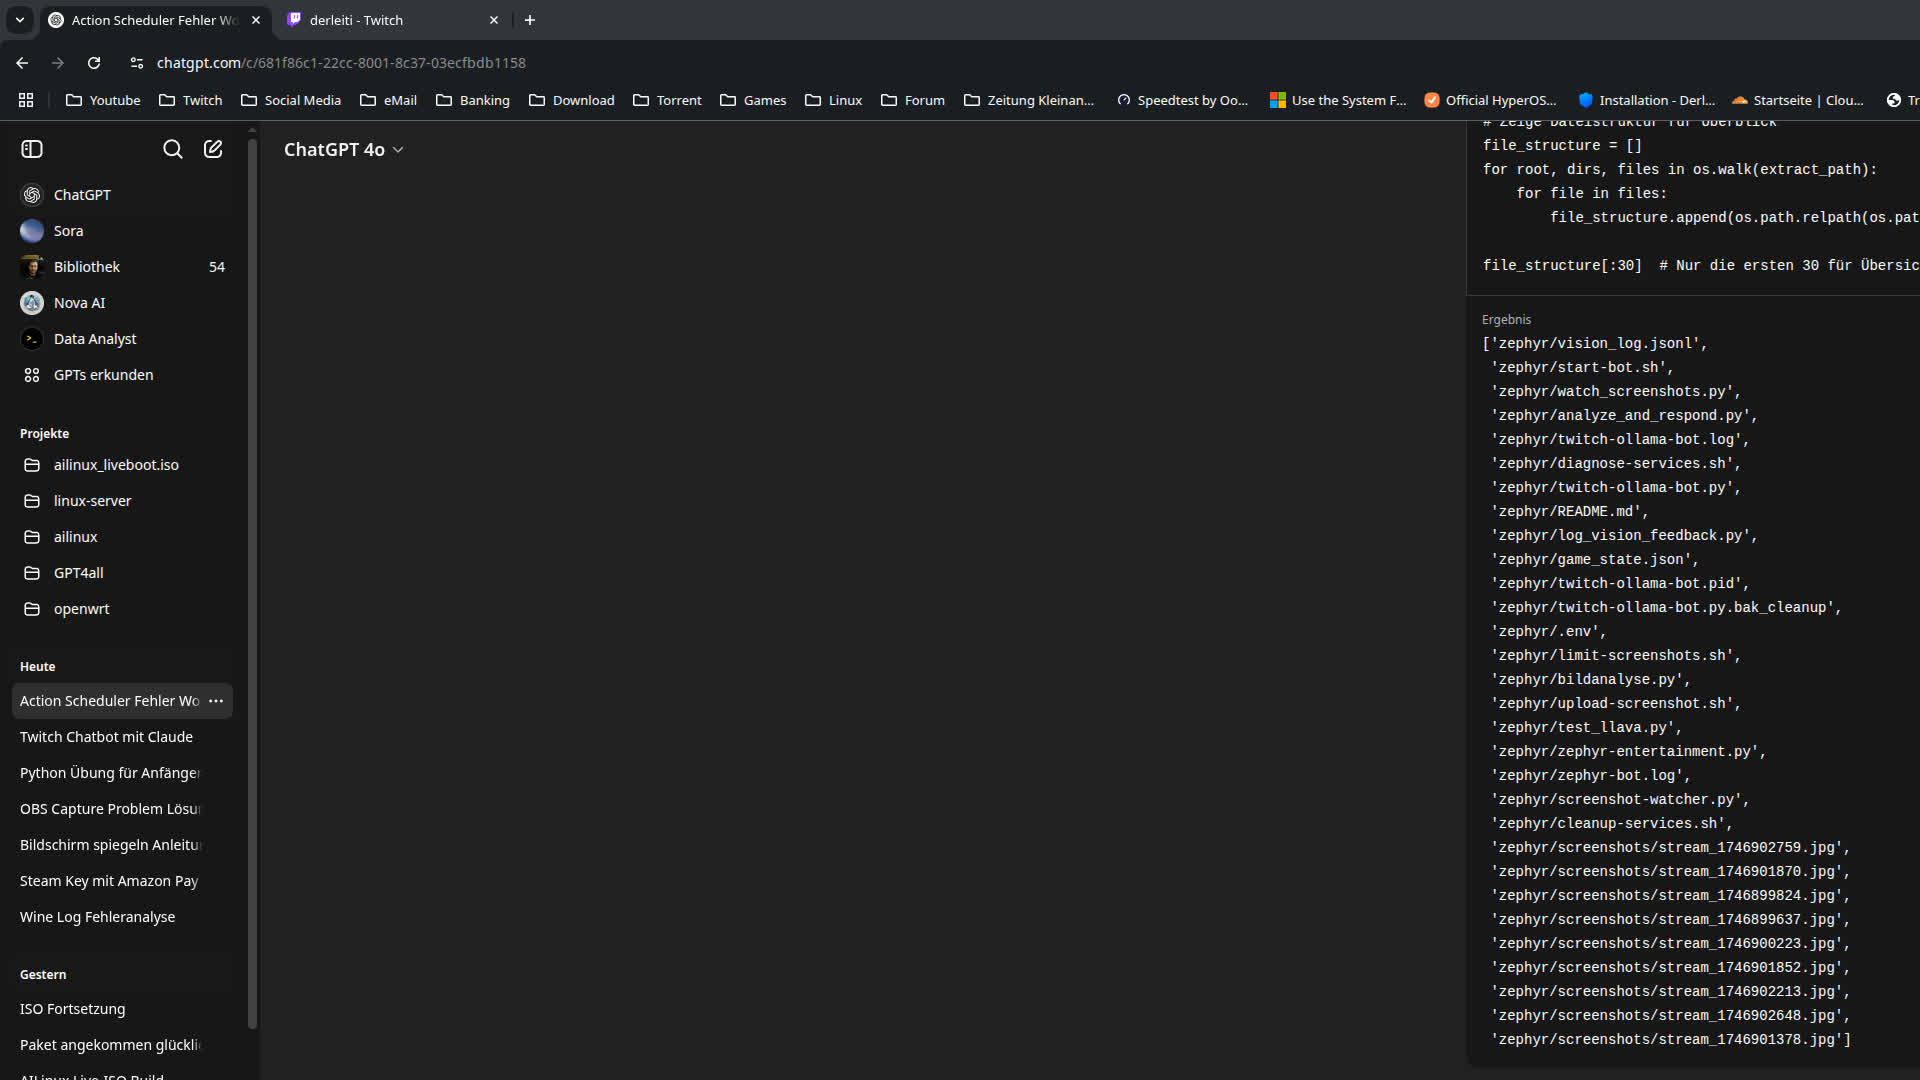 Action Scheduler Fehler Wo
derleiti - Twitch
chatgpt.com/c/681f86c1-22cc-8001-8c37-03ecfbdb1158
Youtube
Twitch
Social Media
eMail
Banking
Download
Torrent
Games
Linux
Forum
Zeitung Kleinan...
Speedtest by Oo...
Use the System F...
Official HyperOS...
Installation - Derl...
Startseite | Clou...
Tr
ChatGPT
Sora
Bibliothek 54
Nova AI
Data Analyst
GPTs erkunden
Projekte
ailinux_liveboot.iso
linux-server
ailinux
GPT4all
openwrt
Heute
Action Scheduler Fehler Wo
Twitch Chatbot mit Claude
Python Übung für Anfänger
OBS Capture Problem Lösu
Bildschirm spiegeln Anleitu
Steam Key mit Amazon Pay
Wine Log Fehleranalyse
Gestern
ISO Fortsetzung
Paket angekommen glückli
AILinux Live ISO Build
ChatGPT 4o
# Zeige Dateistruktur für Überblick
file_structure = []
for root, dirs, files in os.walk(extract_path):
    for file in files:
        file_structure.append(os.path.relpath(os.pat
file_structure[:30]  # Nur die ersten 30 für Übersic
Ergebnis
['zephyr/vision_log.jsonl',
 'zephyr/start-bot.sh',
 'zephyr/watch_screenshots.py',
 'zephyr/analyze_and_respond.py',
 'zephyr/twitch-ollama-bot.log',
 'zephyr/diagnose-services.sh',
 'zephyr/twitch-ollama-bot.py',
 'zephyr/README.md',
 'zephyr/log_vision_feedback.py',
 'zephyr/game_state.json',
 'zephyr/twitch-ollama-bot.pid',
 'zephyr/twitch-ollama-bot.py.bak_cleanup',
 'zephyr/.env',
 'zephyr/limit-screenshots.sh',
 'zephyr/bildanalyse.py',
 'zephyr/upload-screenshot.sh',
 'zephyr/test_llava.py',
 'zephyr/zephyr-entertainment.py',
 'zephyr/zephyr-bot.log',
 'zephyr/screenshot-watcher.py',
 'zephyr/cleanup-services.sh',
 'zephyr/screenshots/stream_1746902759.jpg',
 'zephyr/screenshots/stream_1746901870.jpg',
 'zephyr/screenshots/stream_1746899824.jpg',
 'zephyr/screenshots/stream_1746899637.jpg',
 'zephyr/screenshots/stream_1746900223.jpg',
 'zephyr/screenshots/stream_1746901852.jpg',
 'zephyr/screenshots/stream_1746902213.jpg',
 'zephyr/screenshots/stream_1746902648.jpg',
 'zephyr/screenshots/stream_1746901378.jpg']